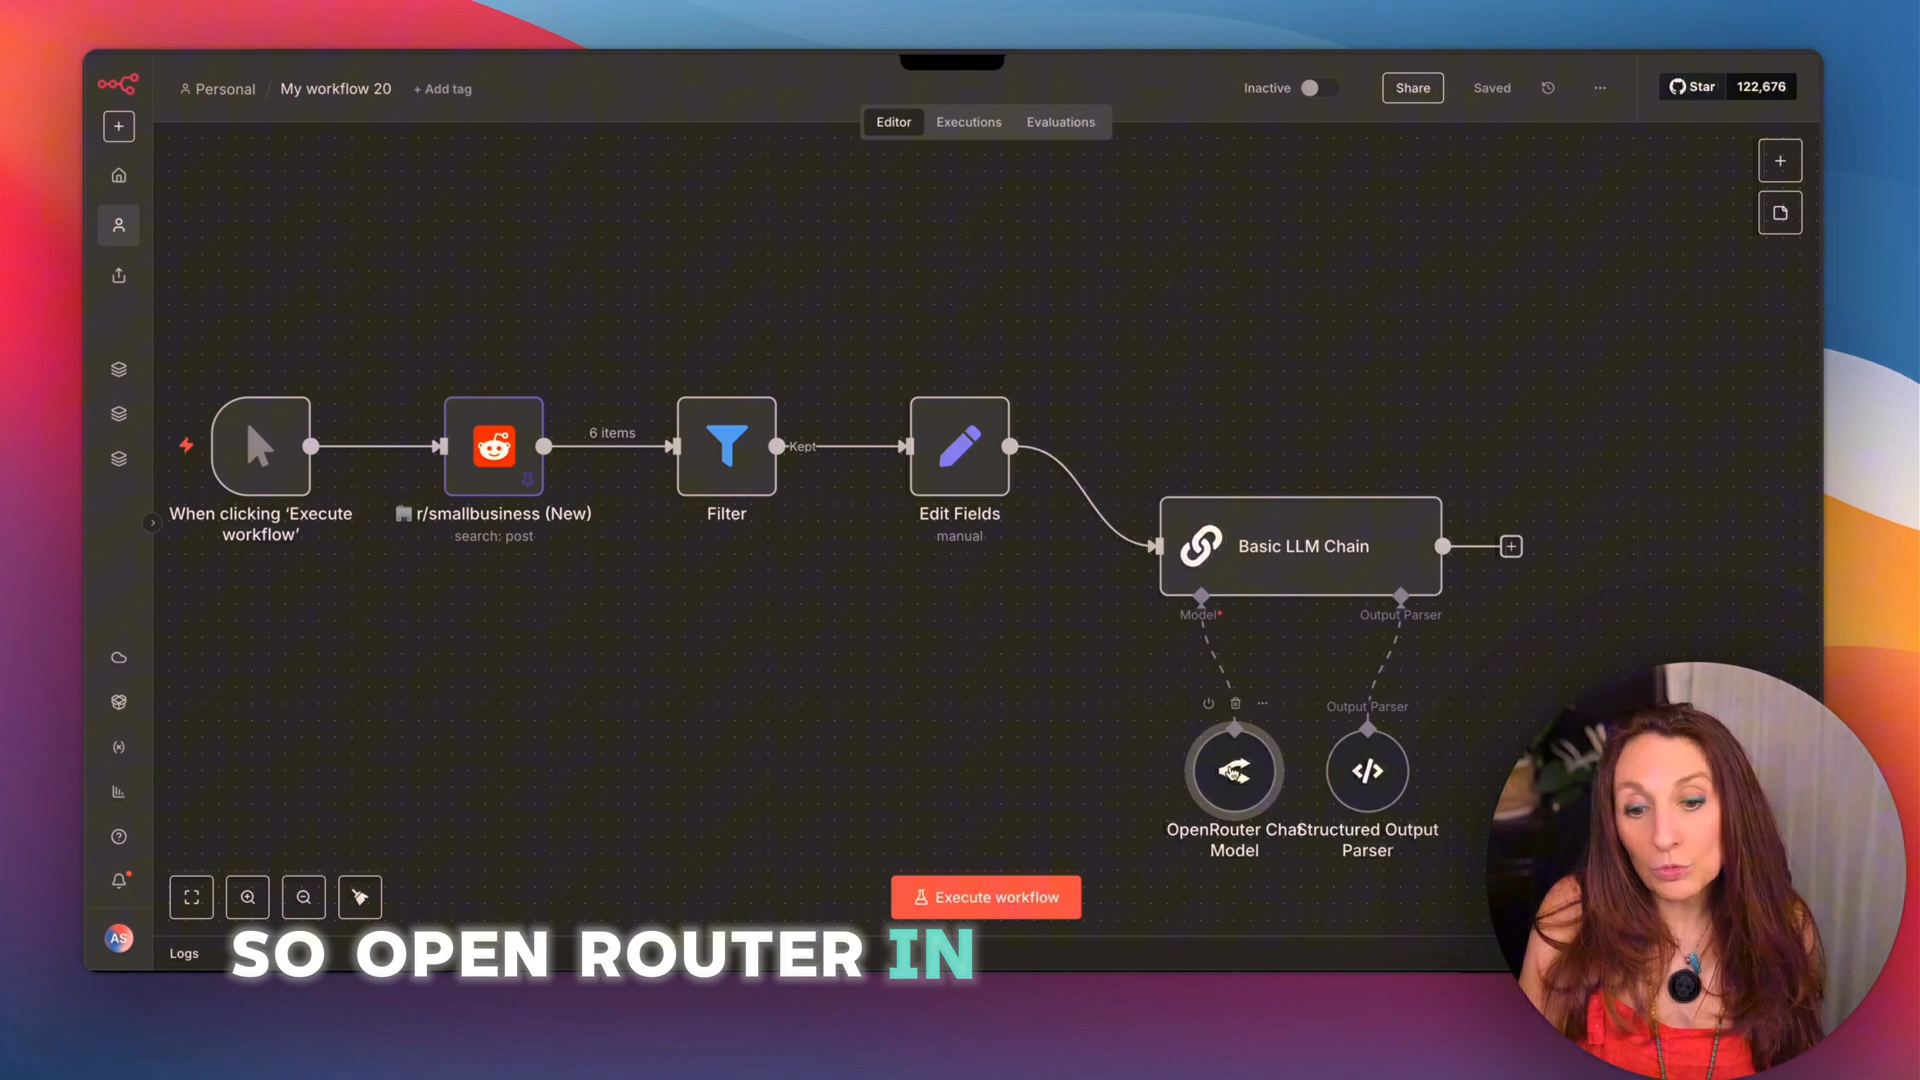 Personal / My workflow 20 + Add tag
Inactive Share Saved ... Star 122,676
Editor Executions Evaluations
6 items
Kept
When clicking ‘Execute
workflow’
r/smallbusiness (New)
search: post
Filter
Edit Fields
manual
Basic LLM Chain
Model*
Output Parser
Output Parser
OpenRouter Chat
Model
Structured Output
Parser
Execute workflow
AS
Logs
SO OPEN ROUTER IN